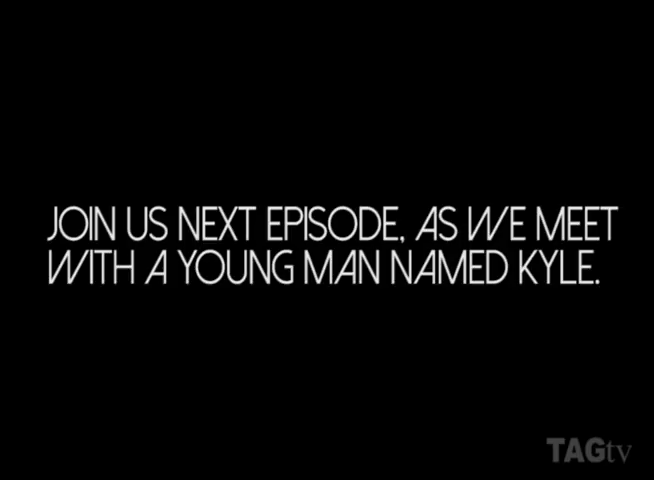 JOIN US NEXT EPISODE, AS WE MEET
WITH A YOUNG MAN NAMED KYLE.
TAGtv